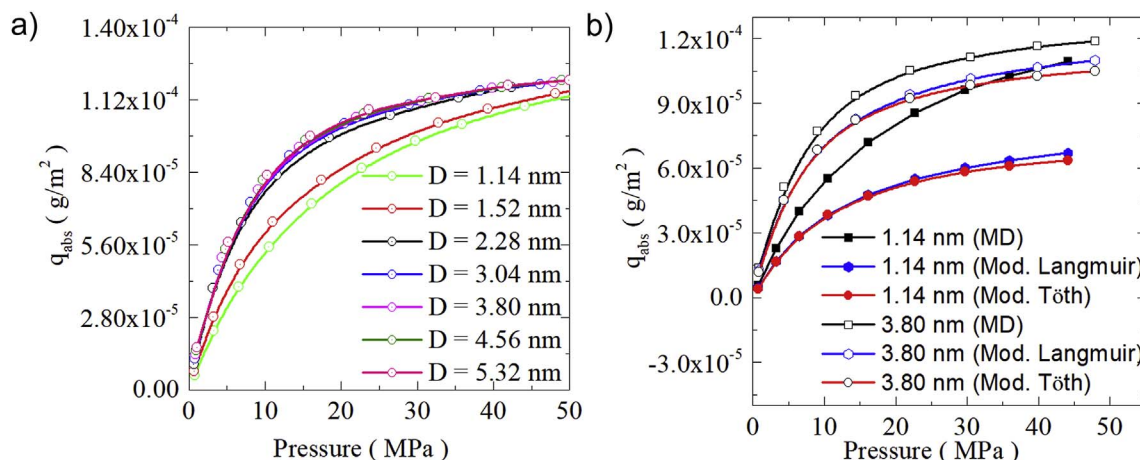 a)
1.40x10⁻⁴
1.12x10⁻⁴
8.40x10⁻⁵
5.60x10⁻⁵
2.80x10⁻⁵
0.00
q_abs ( g/m² )
0 10 20 30 40 50
Pressure ( MPa )
D = 1.14 nm
D = 1.52 nm
D = 2.28 nm
D = 3.04 nm
D = 3.80 nm
D = 4.56 nm
D = 5.32 nm
b)
1.2x10⁻⁴
9.0x10⁻⁵
6.0x10⁻⁵
3.0x10⁻⁵
0.0
-3.0x10⁻⁵
q_abs ( g/m² )
0 10 20 30 40 50
Pressure ( MPa )
1.14 nm (MD)
1.14 nm (Mod. Langmuir)
1.14 nm (Mod. Töth)
3.80 nm (MD)
3.80 nm (Mod. Langmuir)
3.80 nm (Mod. Töth)